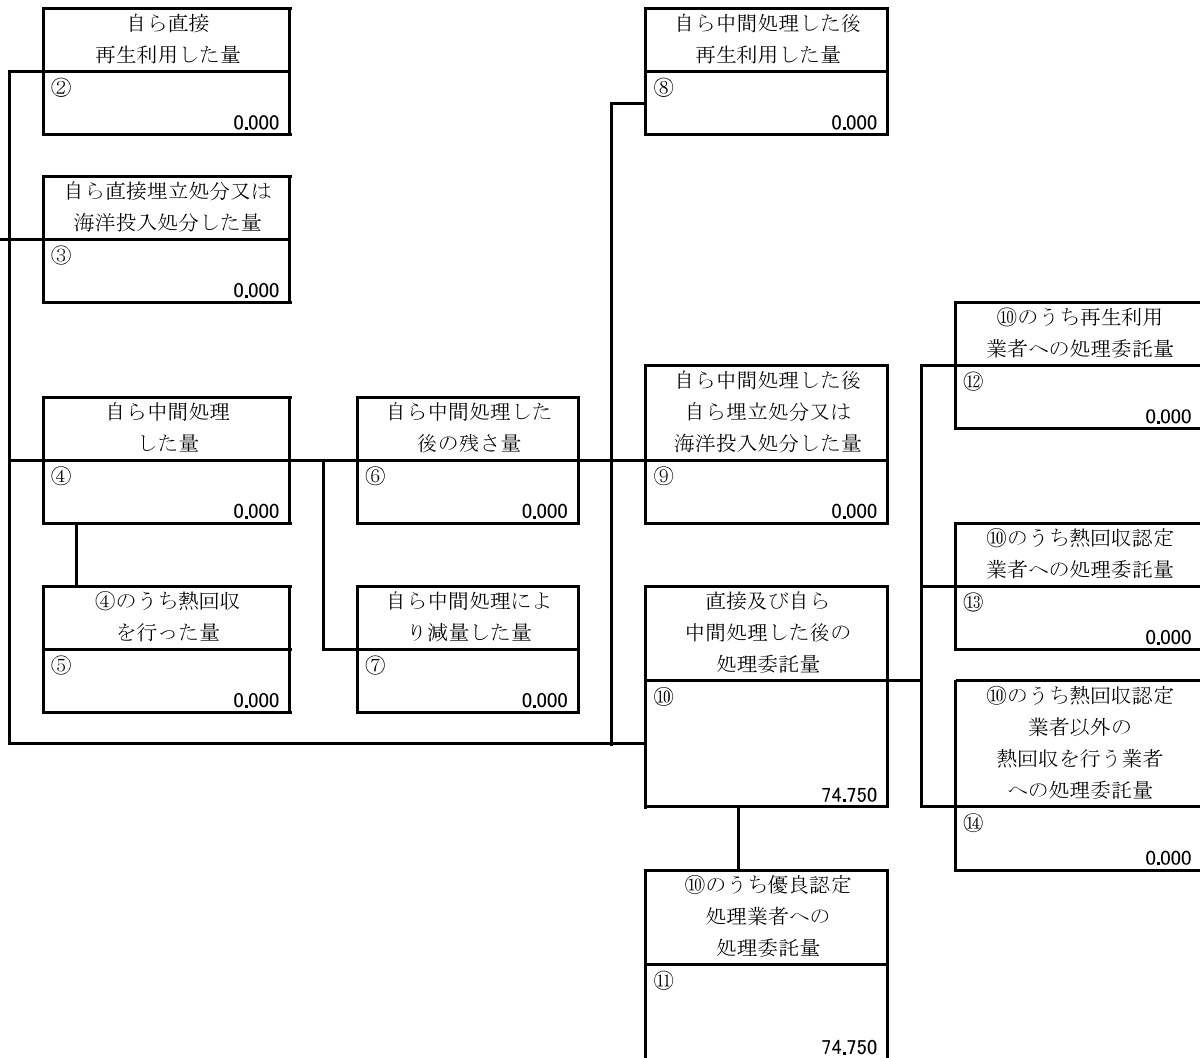 自ら直接
再生利用した量
②
0.000
自ら中間処理した後
再生利用した量
⑧
0.000
自ら直接埋立処分又は
海洋投入処分した量
③
0.000
⑩のうち再生利用
業者への処理委託量
⑫
0.000
自ら中間処理
した量
④
0.000
自ら中間処理した
後の残さ量
⑥
0.000
自ら中間処理した後
自ら埋立処分又は
海洋投入処分した量
⑨
0.000
⑩のうち熱回収認定
業者への処理委託量
⑬
0.000
④のうち熱回収
を行った量
⑤
0.000
自ら中間処理によ
り減量した量
⑦
0.000
直接及び自ら
中間処理した後の
処理委託量
⑩
74.750
⑩のうち熱回収認定
業者以外の
熱回収を行う業者
への処理委託量
⑭
0.000
⑩のうち優良認定
処理業者への
処理委託量
⑪
74.750